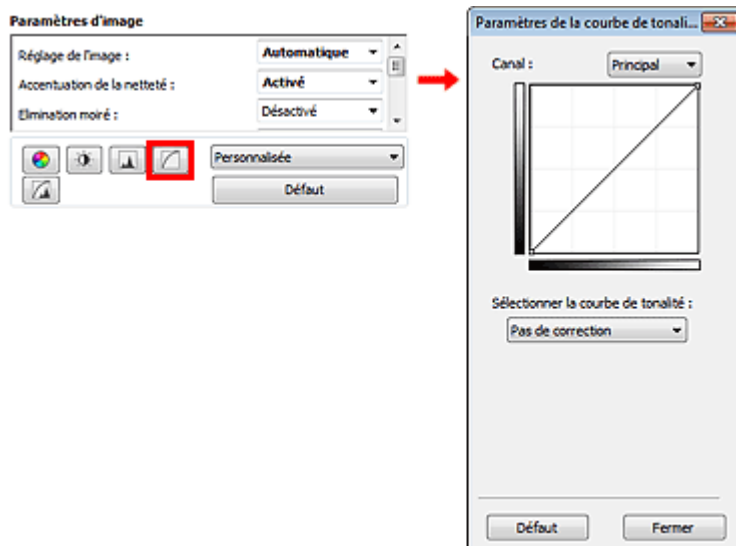 Paramètres d'image
Réglage de l'image : Automatique
Accentuation de la netteté : Activé
Elimination moiré : Désactivé
Personnalisée
Défaut
Paramètres de la courbe de tonali...
Canal : Principal
Sélectionner la courbe de tonalité :
Pas de correction
Défaut Fermer